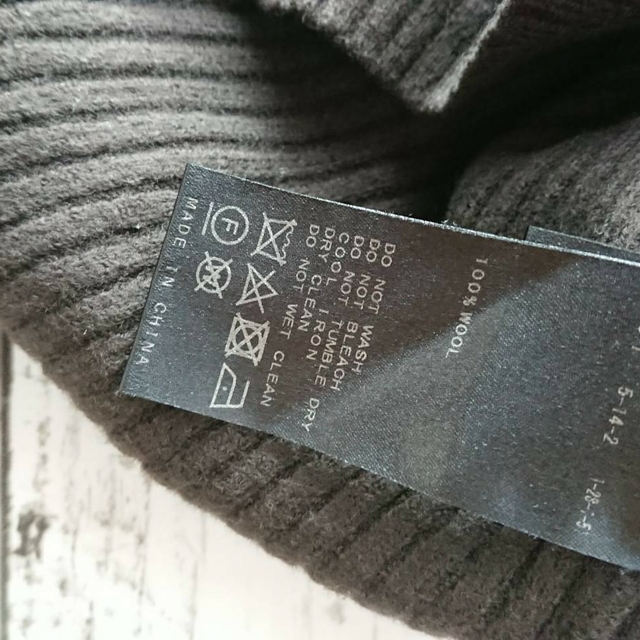 5-14-2 1-28-5
100% WOOL
DO NOT WASH
DO NOT BLEACH
DO NOT TUMBLE DRY
COOL IRON
DRY CLEAN
DO NOT WET CLEAN
F
MADE IN CHINA